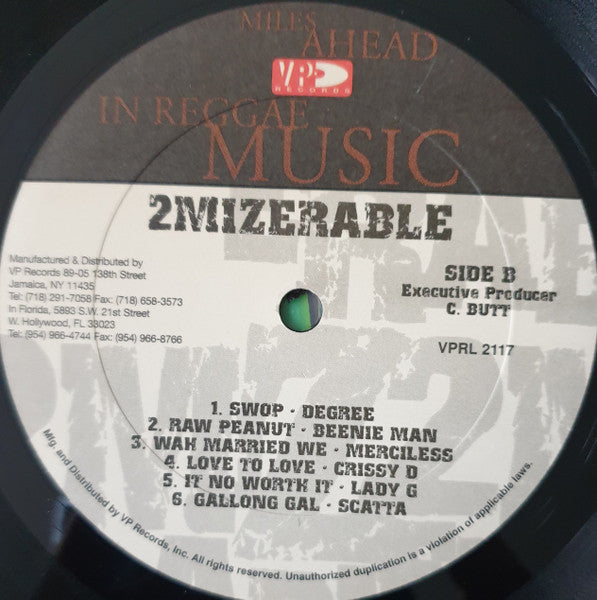 MILES
AHEAD
VP
RECORDS
IN REGGAE
MUSIC
2MIZERABLE
Manufactured & Distributed by
VP Records 89-05 138th Street
Jamaica, NY 11435
Tel: (718) 291-7058 Fax: (718) 658-3573
In Florida, 5893 S.W. 21st Street
W. Hollywood, FL 33023
Tel: (954) 966-4744 Fax: (954) 966-8766
SIDE B
Executive Producer
C. BUTT
VPRL 2117
1. SWOP - DEGREE
2. RAW PEANUT - BEENIE MAN
3. WAH MARRIED WE - MERCILESS
4. LOVE TO LOVE - CRISSY D
5. IT NO WORTH IT - LADY G
6. GALLONG GAL - SCATTA
Mfg. and Distributed by VP Records, Inc. All rights reserved. Unauthorized duplication is a violation of applicable laws.